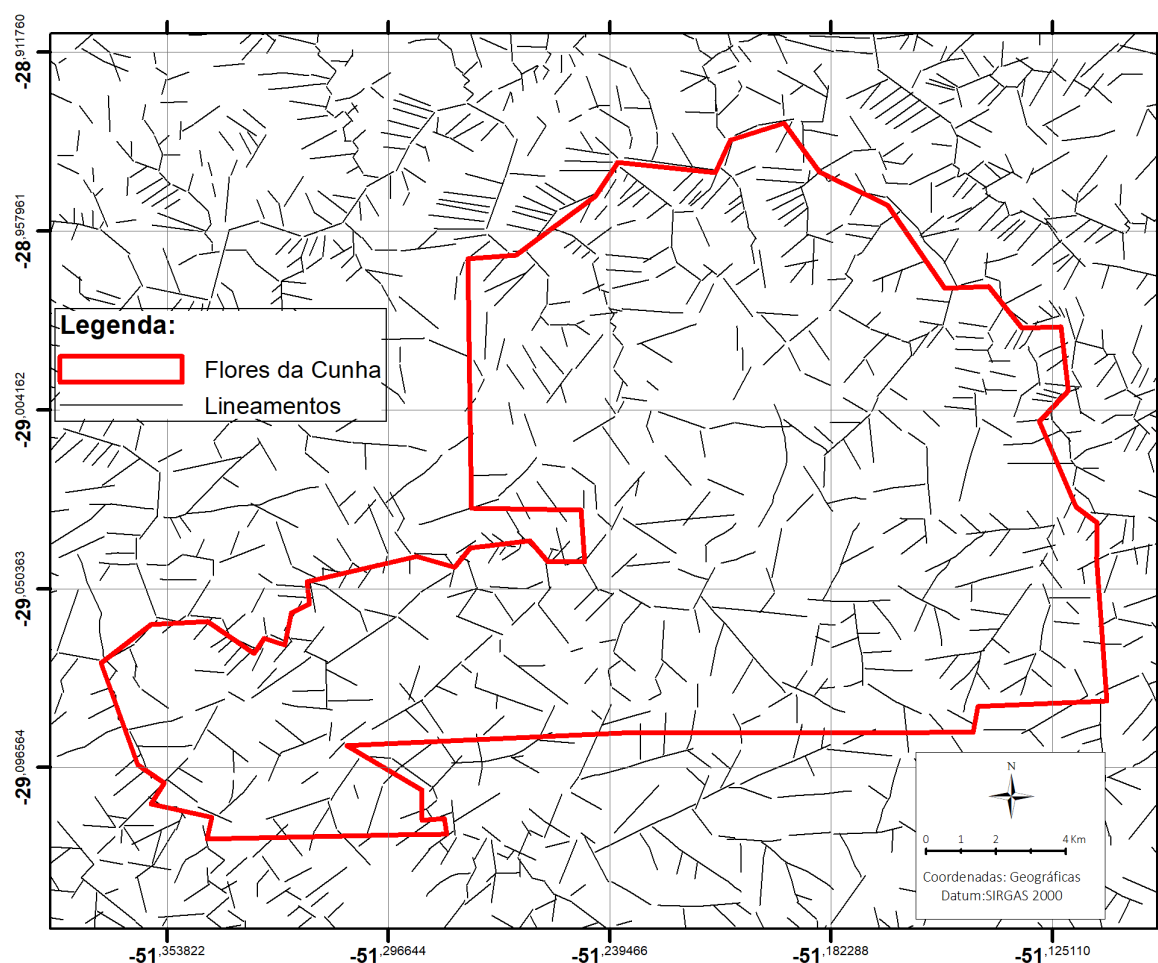 -28,911760
-28,957961
-29,004162
-29,050363
-29,096564
Legenda:
Flores da Cunha
Lineamentos
N
0 1 2 4 Km
Coordenadas: Geográficas
Datum:SIRGAS 2000
-51,353822 -51,296644 -51,239466 -51,182288 -51,125110